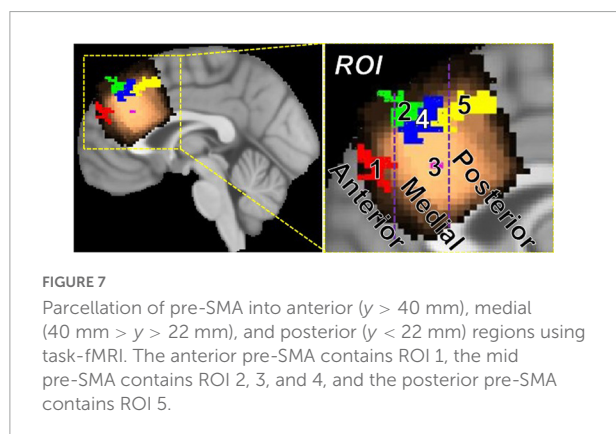 ROI
2
4
5
1
3
Anterior
Medial
Posterior
FIGURE 7
Parcellation of pre-SMA into anterior (y > 40 mm), medial
(40 mm > y > 22 mm), and posterior (y < 22 mm) regions using
task-fMRI. The anterior pre-SMA contains ROI 1, the mid
pre-SMA contains ROI 2, 3, and 4, and the posterior pre-SMA
contains ROI 5.